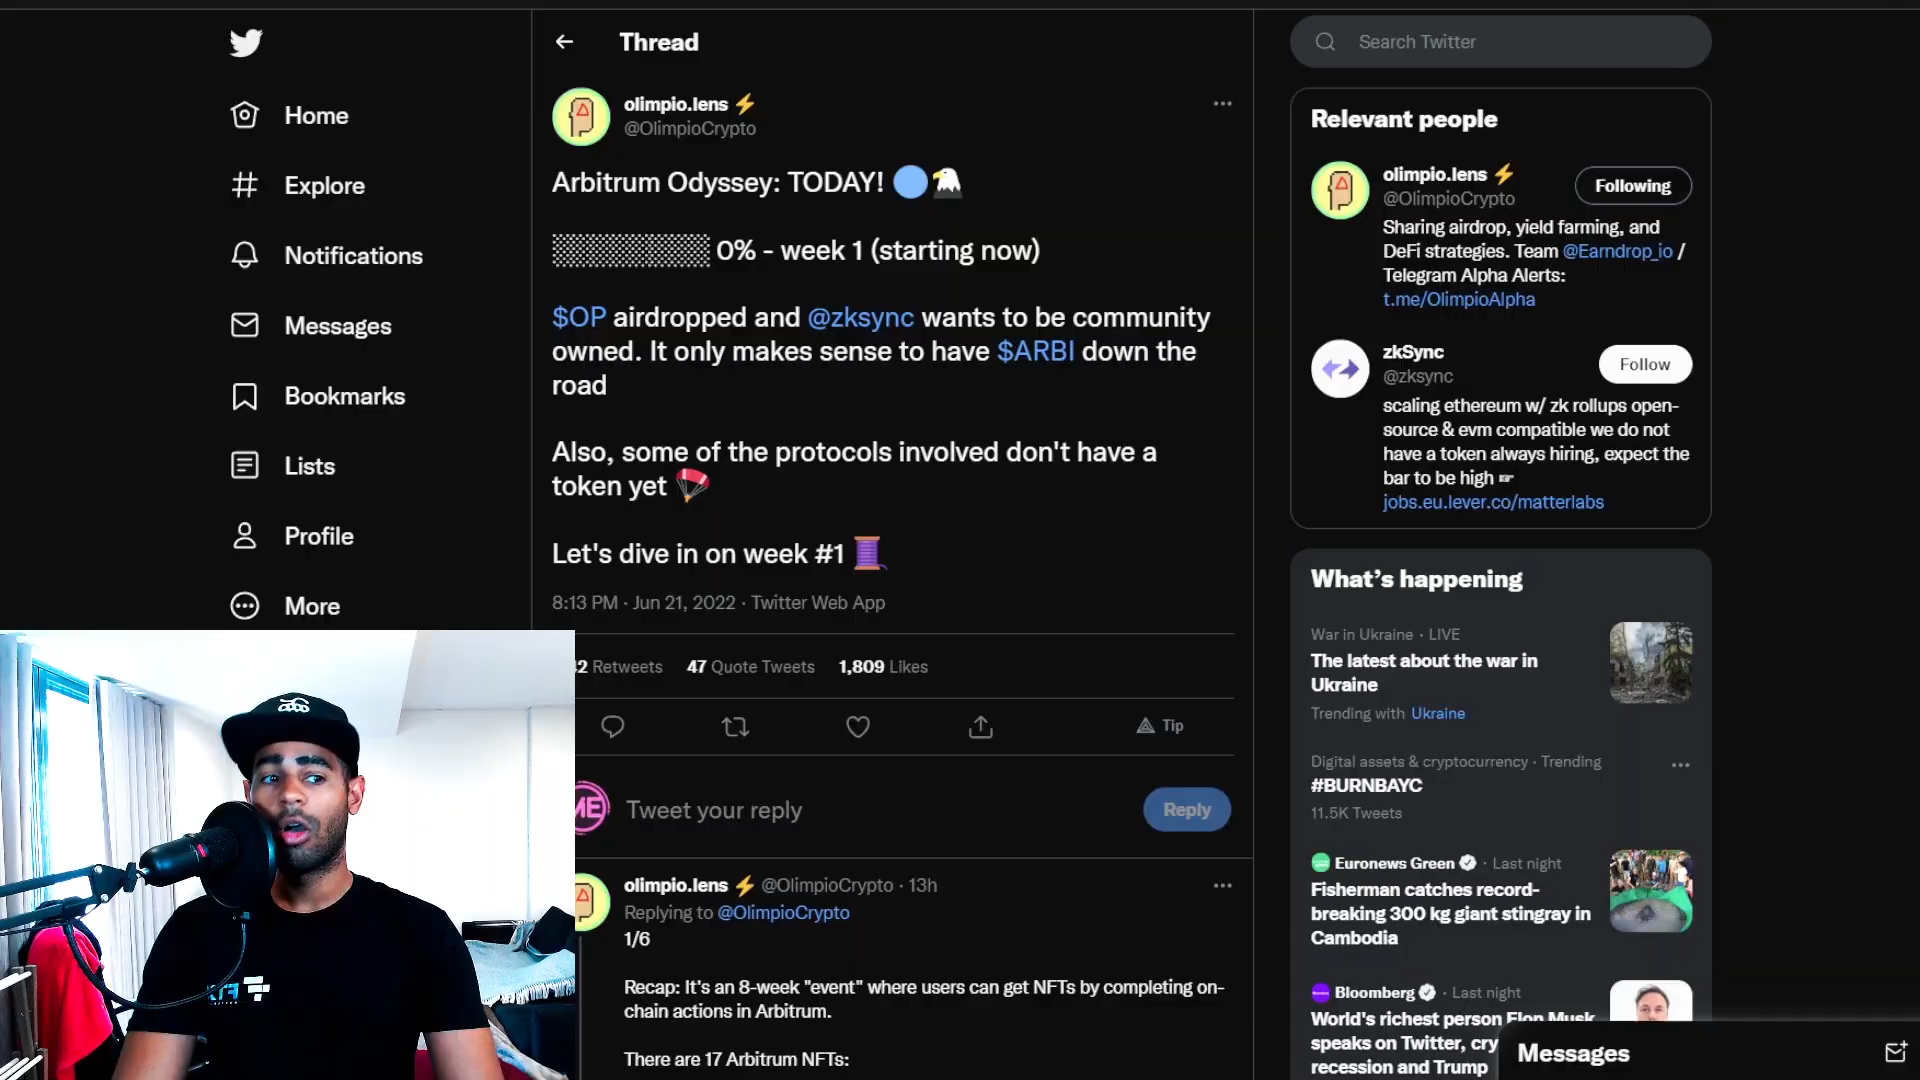 Home
Explore
Notifications
Messages
Bookmarks
Lists
Profile
More
Thread
olimpio.lens ⚡
@OlimpioCrypto
Arbitrum Odyssey: TODAY! 🔵🦅
░░░░░░░░░░ 0% - week 1 (starting now)
$OP airdropped and @zksync wants to be community
owned. It only makes sense to have $ARBI down the
road
Also, some of the protocols involved don't have a
token yet 🪂
Let's dive in on week #1 🧵
8:13 PM · Jun 21, 2022 · Twitter Web App
Retweets 47 Quote Tweets 1,809 Likes
Tip
Tweet your reply
Reply
olimpio.lens ⚡ @OlimpioCrypto · 13h
Replying to @OlimpioCrypto
1/6
Recap: It's an 8-week "event" where users can get NFTs by completing on-
chain actions in Arbitrum.
There are 17 Arbitrum NFTs:
Search Twitter
Relevant people
olimpio.lens ⚡
@OlimpioCrypto
Following
Sharing airdrop, yield farming, and
DeFi strategies. Team @Earndrop_io /
Telegram Alpha Alerts:
t.me/OlimpioAlpha
zkSync
@zksync
Follow
scaling ethereum w/ zk rollups open-
source & evm compatible we do not
have a token always hiring, expect the
bar to be high
jobs.eu.lever.co/matterlabs
What's happening
War in Ukraine · LIVE
The latest about the war in
Ukraine
Trending with Ukraine
Digital assets & cryptocurrency · Trending
#BURNBAYC
11.5K Tweets
Euronews Green · Last night
Fisherman catches record-
breaking 300 kg giant stingray in
Cambodia
Bloomberg · Last night
World's richest person Elon Musk
speaks on Twitter, cry
recession and Trump
Messages